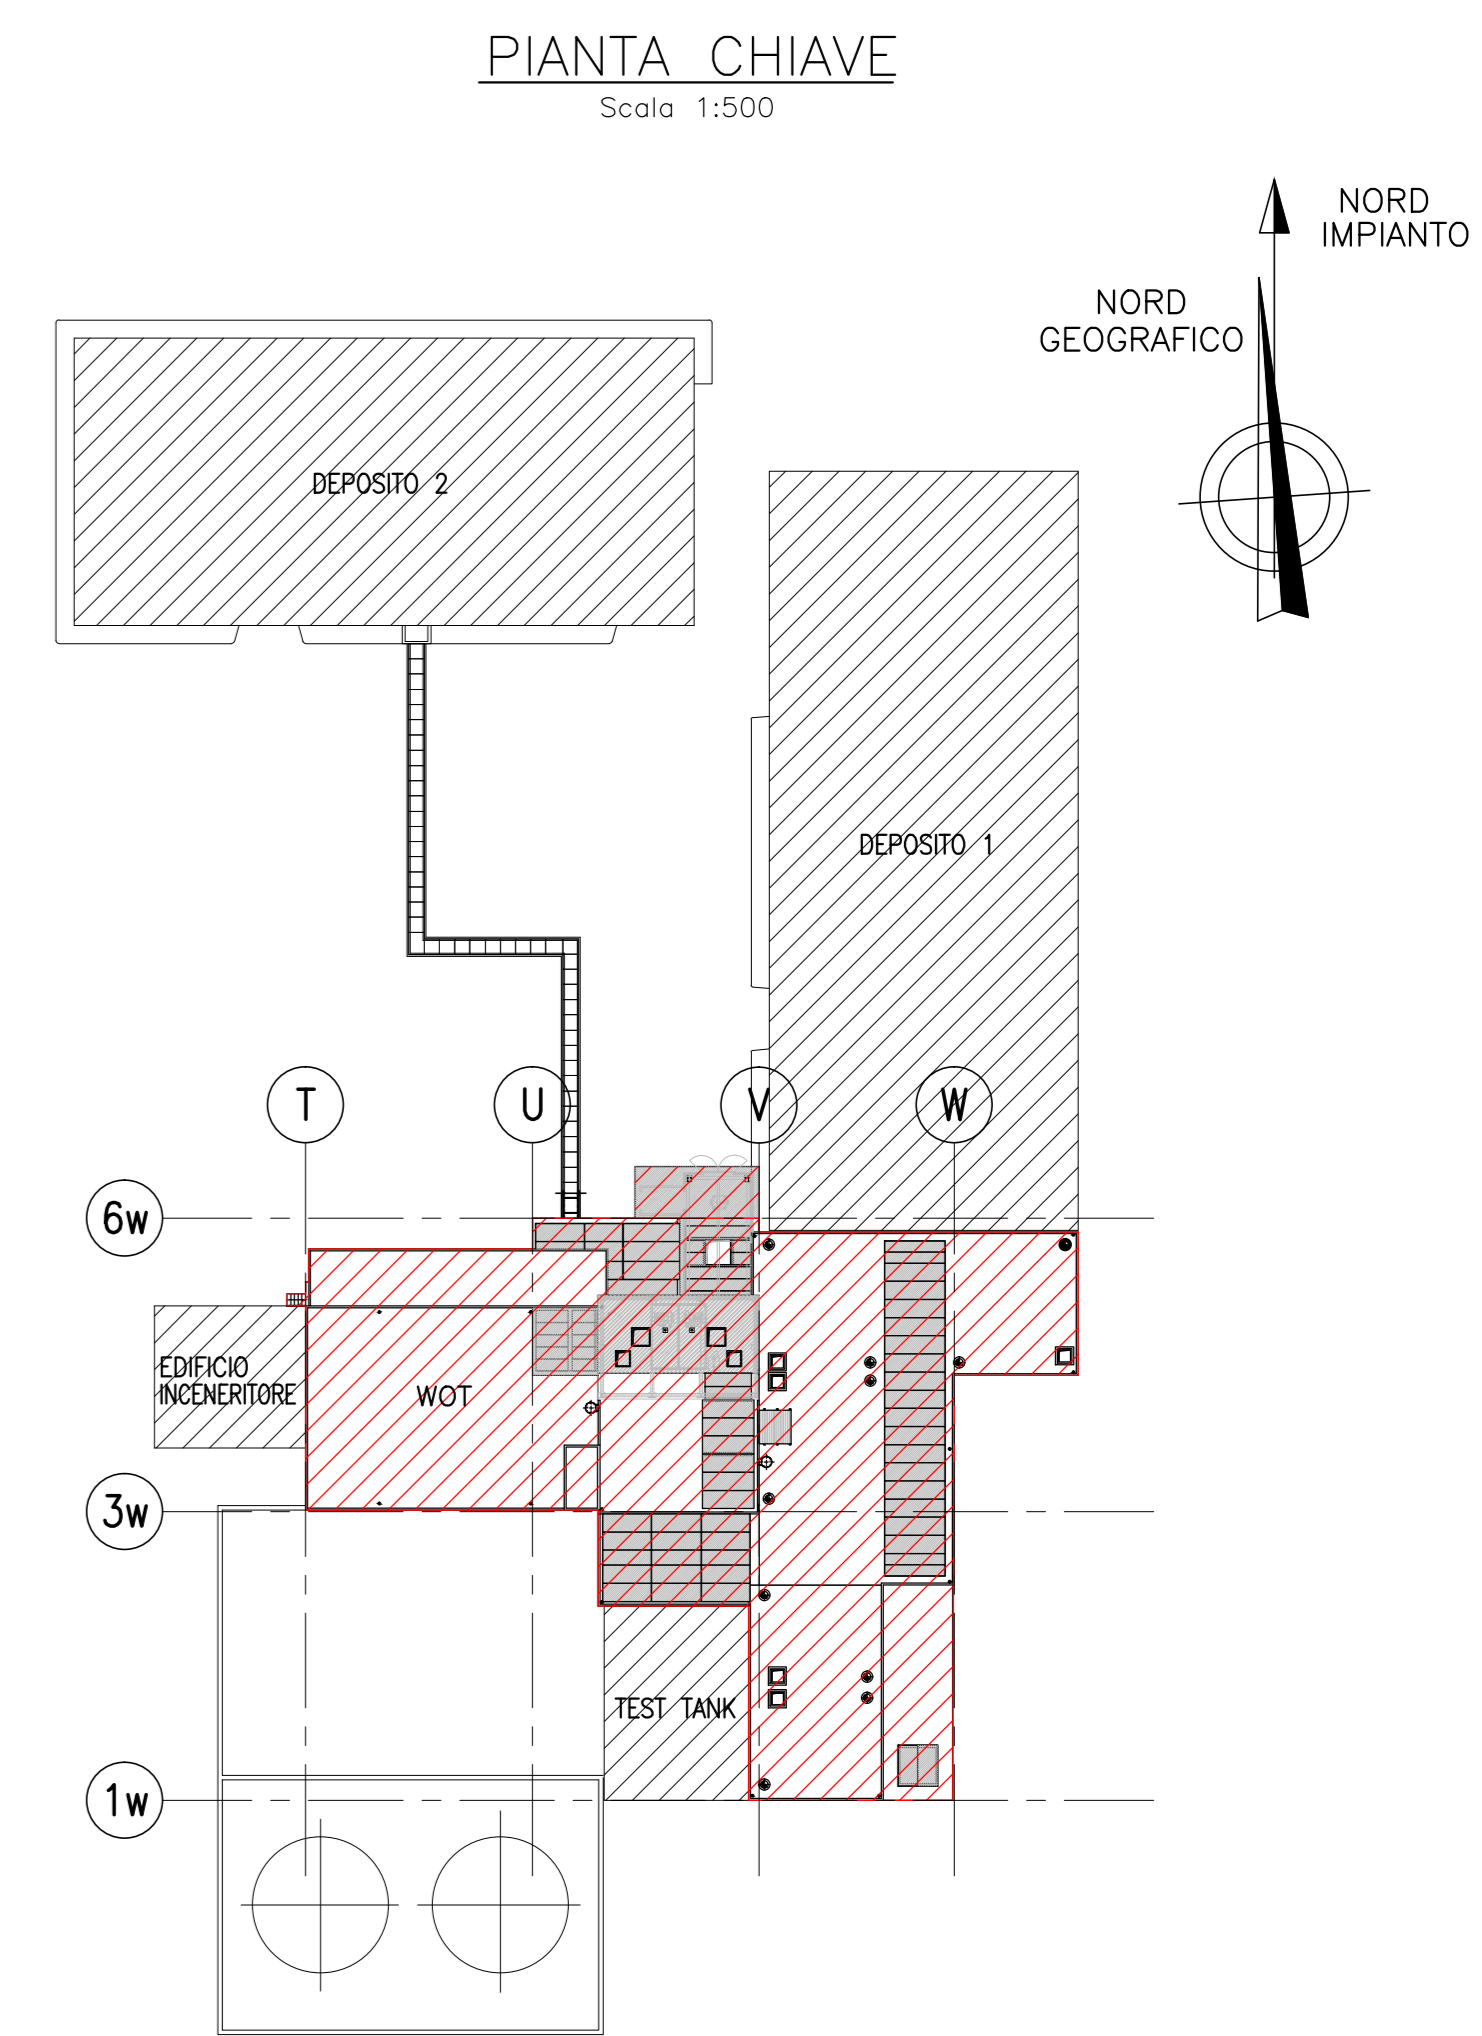 PIANTA CHIAVE
Scala 1:500
NORD
IMPIANTO
NORD
GEOGRAFICO
DEPOSITO 2
DEPOSITO 1
T
U
V
W
6w
EDIFICIO
INCENERITORE
WOT
3w
TEST TANK
1w